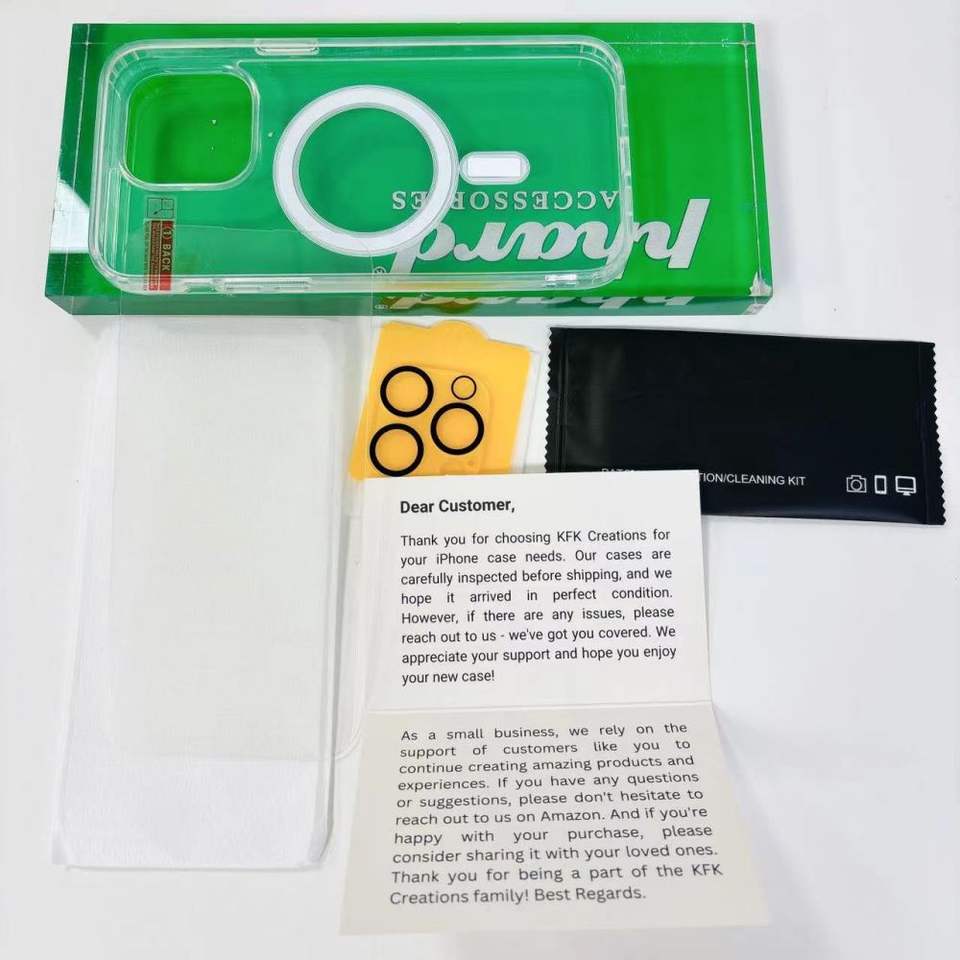 ACCESSORIES
phard
(1) BACK
TION/CLEANING KIT
Dear Customer,
Thank you for choosing KFK Creations for
your iPhone case needs. Our cases are
carefully inspected before shipping, and we
hope it arrived in perfect condition.
However, if there are any issues, please
reach out to us - we've got you covered. We
appreciate your support and hope you enjoy
your new case!
As a small business, we rely on the
support of customers like you to
continue creating amazing products and
experiences. If you have any questions
or suggestions, please don't hesitate to
reach out to us on Amazon. And if you're
happy with your purchase, please
consider sharing it with your loved ones.
Thank you for being a part of the KFK
Creations family! Best Regards.